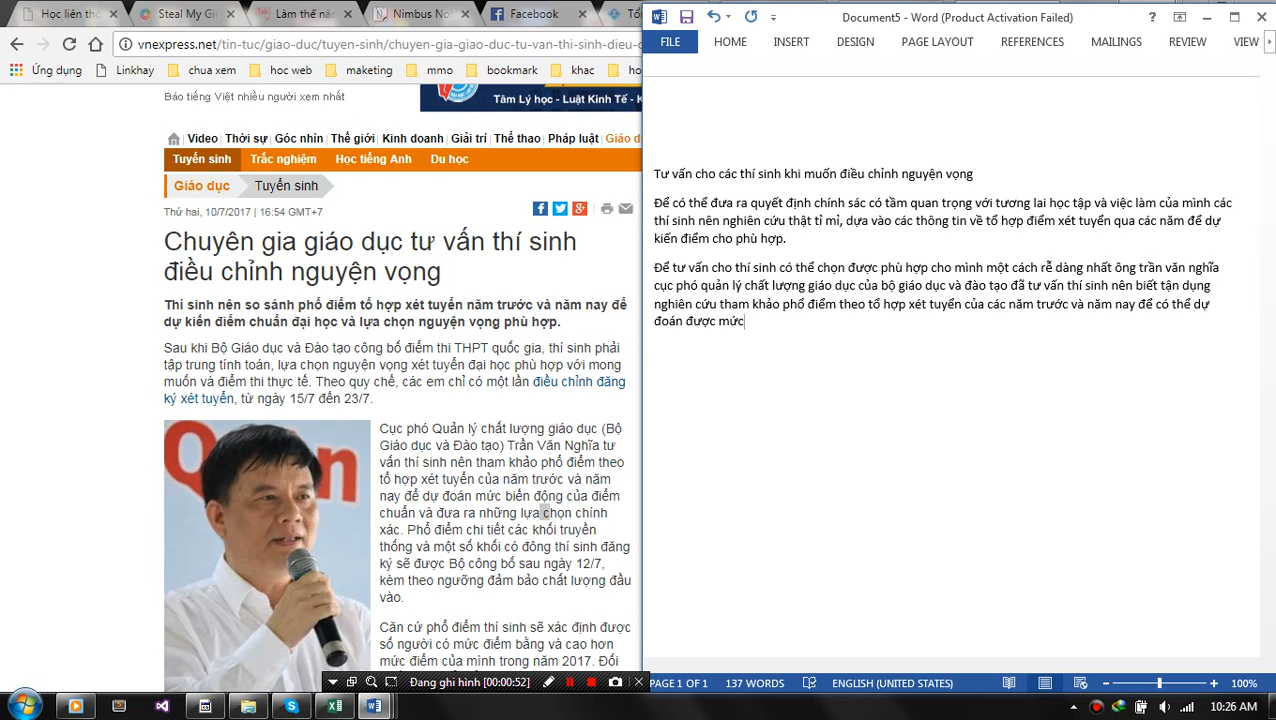 Học liên thô
Steal My Gr
Làm thế nào
Nimbus No
Facebook
Document5 - Word (Product Activation Failed)
vnexpress.net/tin-tuc/giao-duc/tuyen-sinh/chuyen-gia-giao-duc-tu-van-thi-sinh-dieu-c
FILE HOME INSERT DESIGN PAGE LAYOUT REFERENCES MAILINGS REVIEW VIEW
Ứng dụng Linkhay chua xem hoc web marketing mmo bookmark khac ho
Báo tiếng Việt nhiều người xem nhất
Tâm Lý học - Luật Kinh Tế - K
Video Thời sự Góc nhìn Thế giới Kinh doanh Giải trí Thể thao Pháp luật Giáo d
Tuyển sinh Trắc nghiệm Học tiếng Anh Du học
Giáo dục Tuyển sinh
Thứ hai, 10/7/2017 | 16:54 GMT+7
Chuyên gia giáo dục tư vấn thí sinh
điều chỉnh nguyện vọng
Thí sinh nên so sánh phổ điểm tổ hợp xét tuyển năm trước và năm nay để
dự kiến điểm chuẩn đại học và lựa chọn nguyện vọng phù hợp.
Sau khi Bộ Giáo dục và Đào tạo công bố điểm thi THPT quốc gia, thí sinh phải
tập trung tính toán, lựa chọn nguyện vọng xét tuyển đại học phù hợp với mong
muốn và điểm thi thực tế. Theo quy chế, các em chỉ có một lần điều chỉnh đăng
ký xét tuyển, từ ngày 15/7 đến 23/7.
Cục phó Quản lý chất lượng giáo dục (Bộ
Giáo dục và Đào tạo) Trần Văn Nghĩa tư
vấn thí sinh nên tham khảo phổ điểm theo
tổ hợp xét tuyển của năm trước và năm
nay để dự đoán mức biến động của điểm
chuẩn và đưa ra những lựa chọn chính
xác. Phổ điểm chi tiết các khối truyền
thống và một số khối có đông thí sinh đăng
ký sẽ được Bộ công bố sau ngày 12/7,
kèm theo ngưỡng đảm bảo chất lượng đầu
vào.
Căn cứ phổ điểm thí sinh sẽ xác định được
số người có mức điểm bằng và cao hơn
mức điểm của mình trong năm 2017. Đối
Tư vấn cho các thí sinh khi muốn điều chỉnh nguyện vọng
Để có thể đưa ra quyết định chính sác có tầm quan trọng với tương lai học tập và việc làm của mình các
thí sinh nên nghiên cứu thật tỉ mỉ, dựa vào các thông tin về tổ hợp điểm xét tuyển qua các năm để dự
kiến điểm cho phù hợp.
Để tư vấn cho thí sinh có thể chọn được phù hợp cho mình một cách rễ dàng nhất ông trần văn nghĩa
cục phó quản lý chất lượng giáo dục của bộ giáo dục và đào tạo đã tư vấn thí sinh nên biết tận dụng
nghiên cứu tham khảo phổ điểm theo tổ hợp xét tuyển của các năm trước và năm nay để có thể dự
đoán được mức
Đang ghi hình [00:00:52]
PAGE 1 OF 1 137 WORDS ENGLISH (UNITED STATES) 100%
10:26 AM